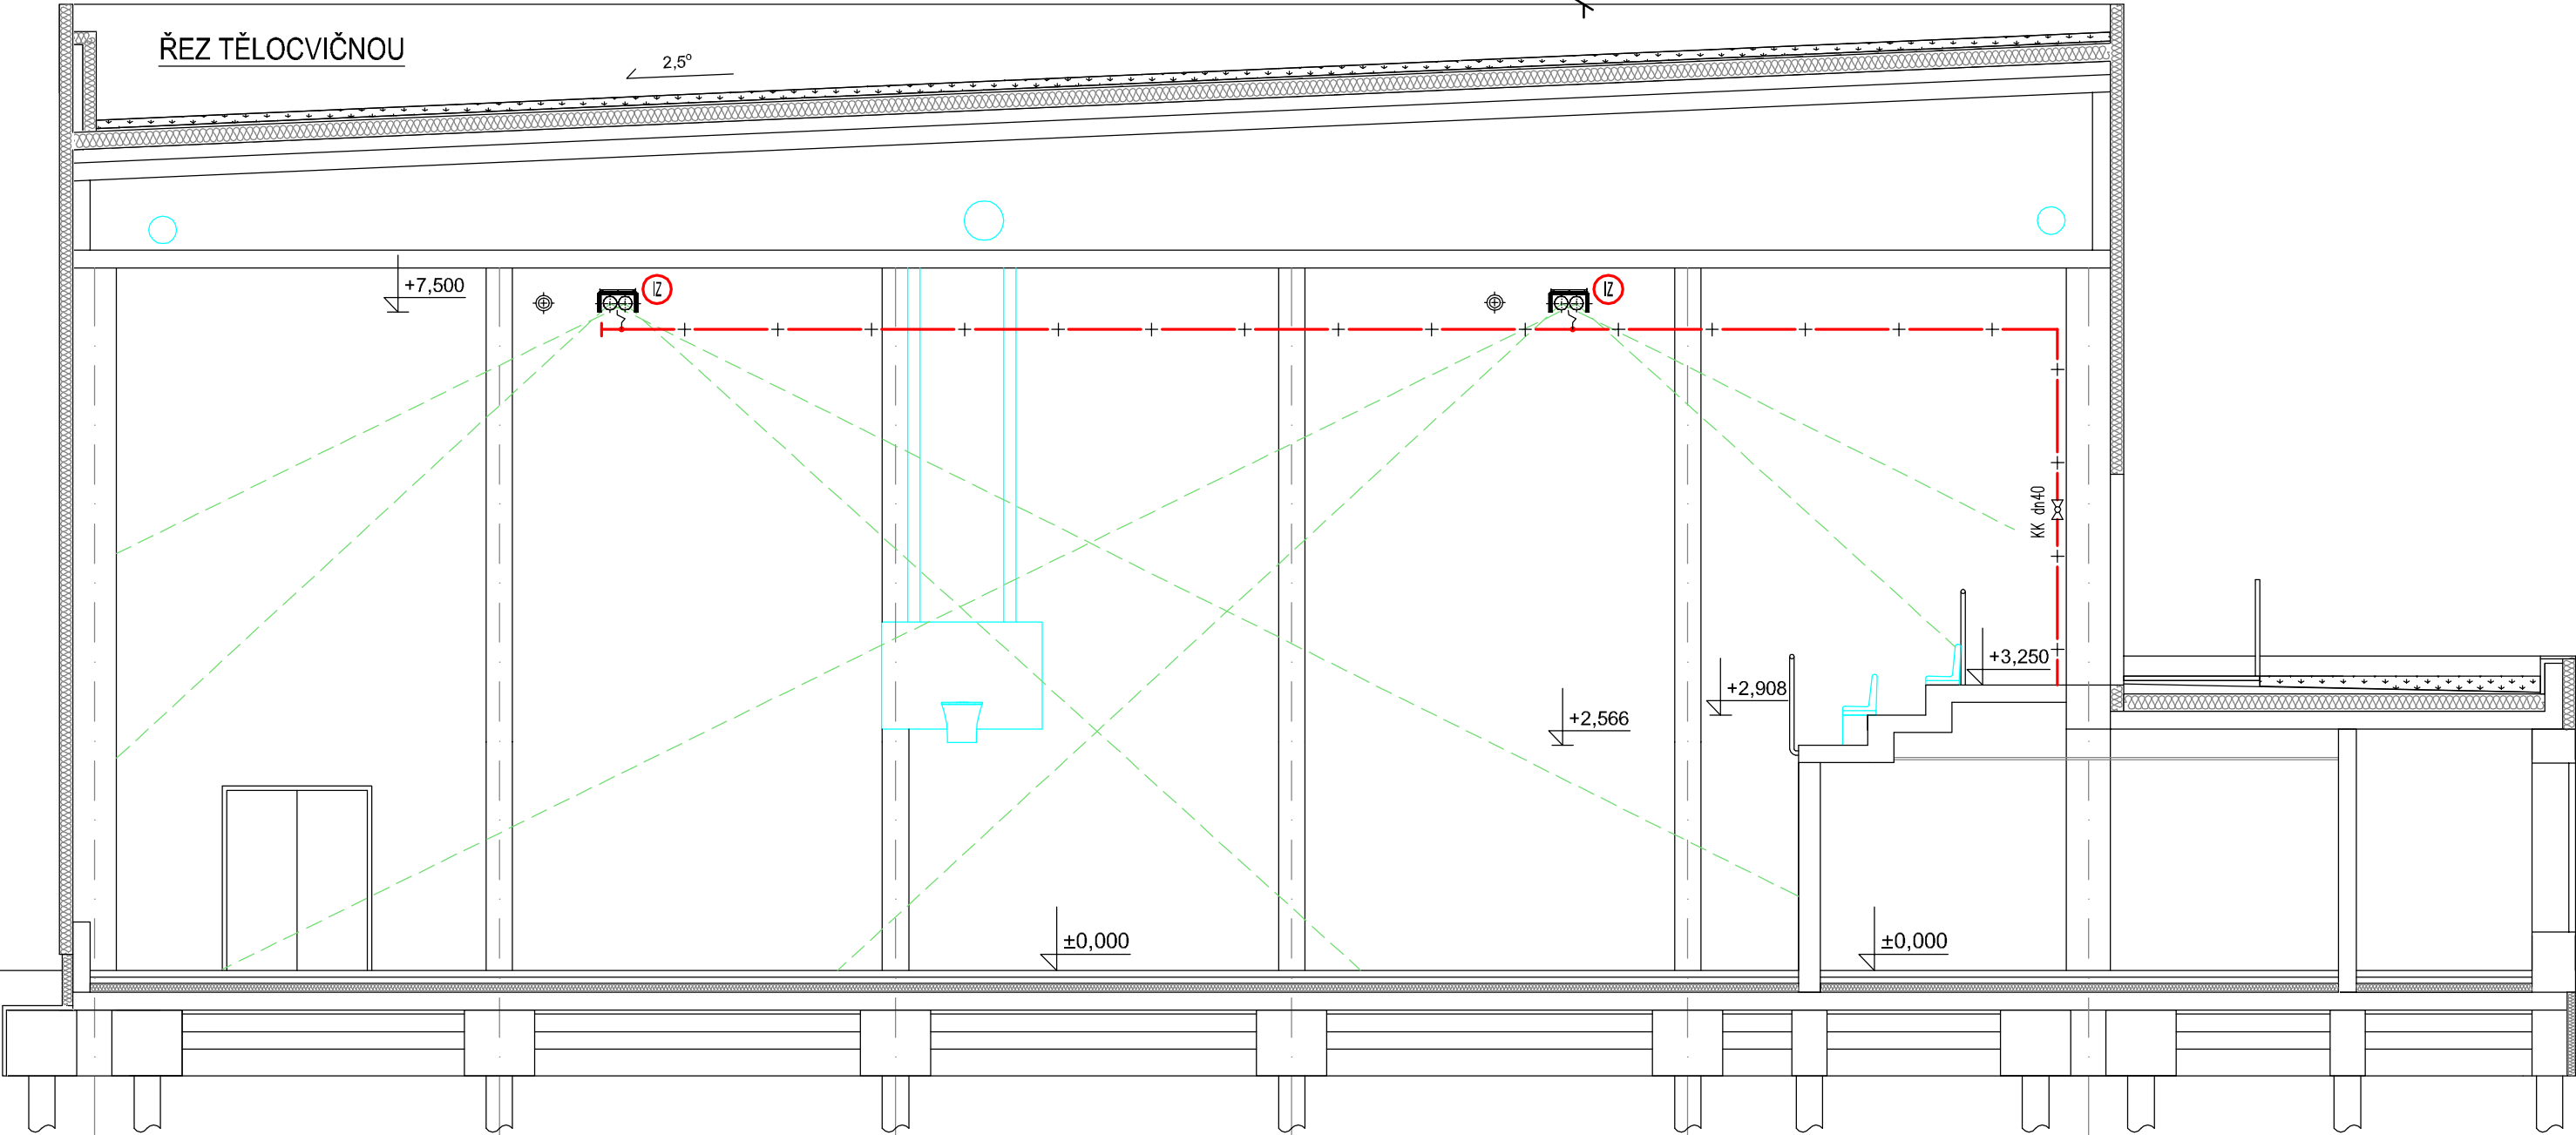 ŘEZ TĚLOCVIČNOU
2,5°
+7,500
IZ
IZ
KK dn40
+3,250
+2,908
+2,566
±0,000
±0,000